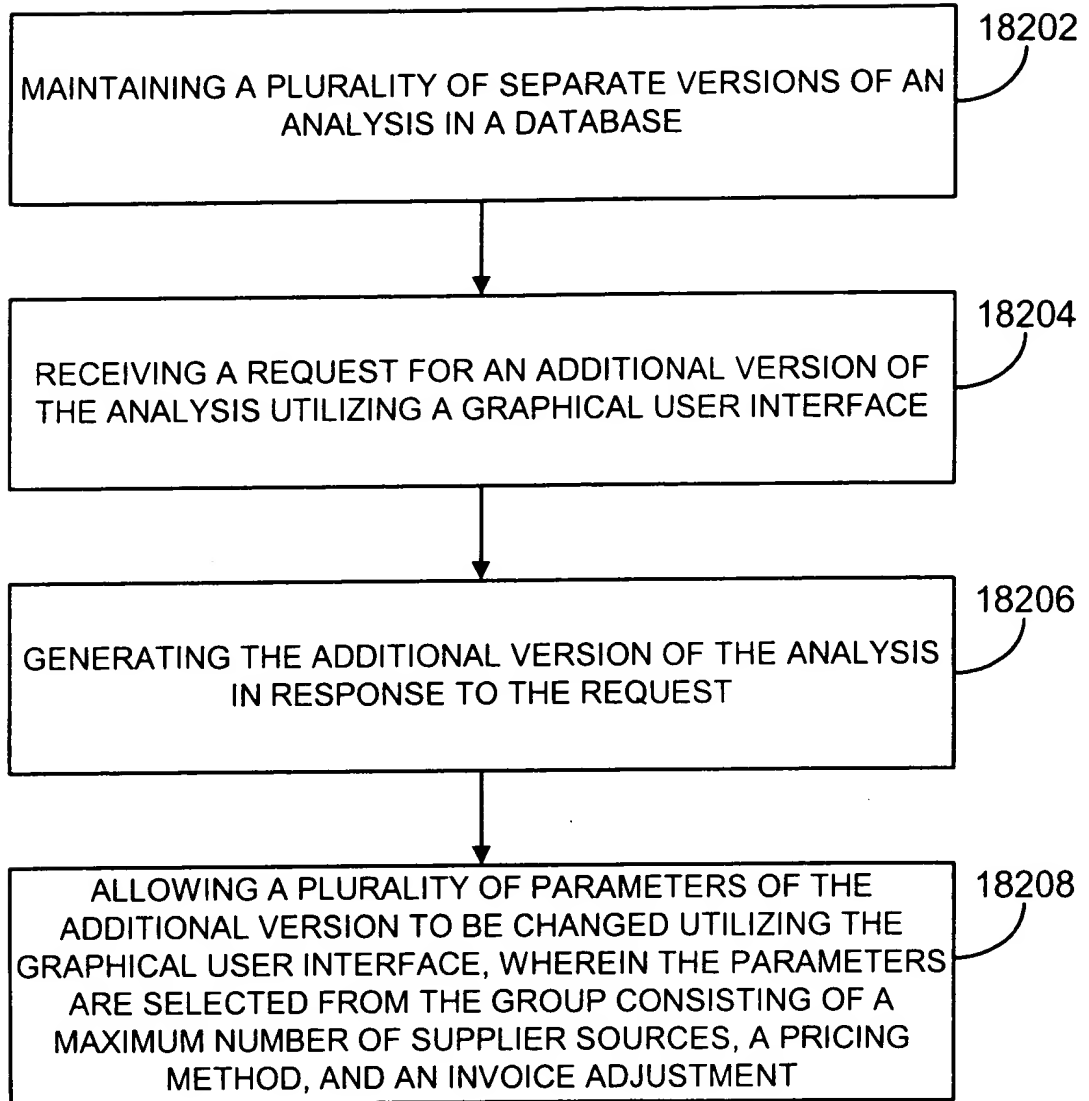 18202
MAINTAINING A PLURALITY OF SEPARATE VERSIONS OF AN
ANALYSIS IN A DATABASE
18204
RECEIVING A REQUEST FOR AN ADDITIONAL VERSION OF
THE ANALYSIS UTILIZING A GRAPHICAL USER INTERFACE
18206
GENERATING THE ADDITIONAL VERSION OF THE ANALYSIS
IN RESPONSE TO THE REQUEST
18208
ALLOWING A PLURALITY OF PARAMETERS OF THE
ADDITIONAL VERSION TO BE CHANGED UTILIZING THE
GRAPHICAL USER INTERFACE, WHEREIN THE PARAMETERS
ARE SELECTED FROM THE GROUP CONSISTING OF A
MAXIMUM NUMBER OF SUPPLIER SOURCES, A PRICING
METHOD, AND AN INVOICE ADJUSTMENT